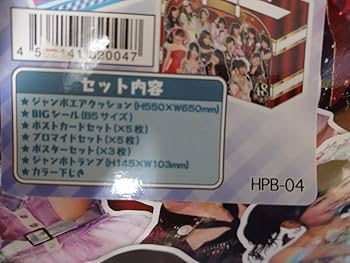 48
4 582141 020047
セット内容
★ジャンボエアクッション(H550×W650mm)
★BIGシール(B5サイズ)
★ポストカードセット(×5枚)
★ブロマイドセット(×5枚)
★ポスターセット(×3枚)
★ジャンボトランプ(H145×W103mm)
★カラー下じき
HPB-04